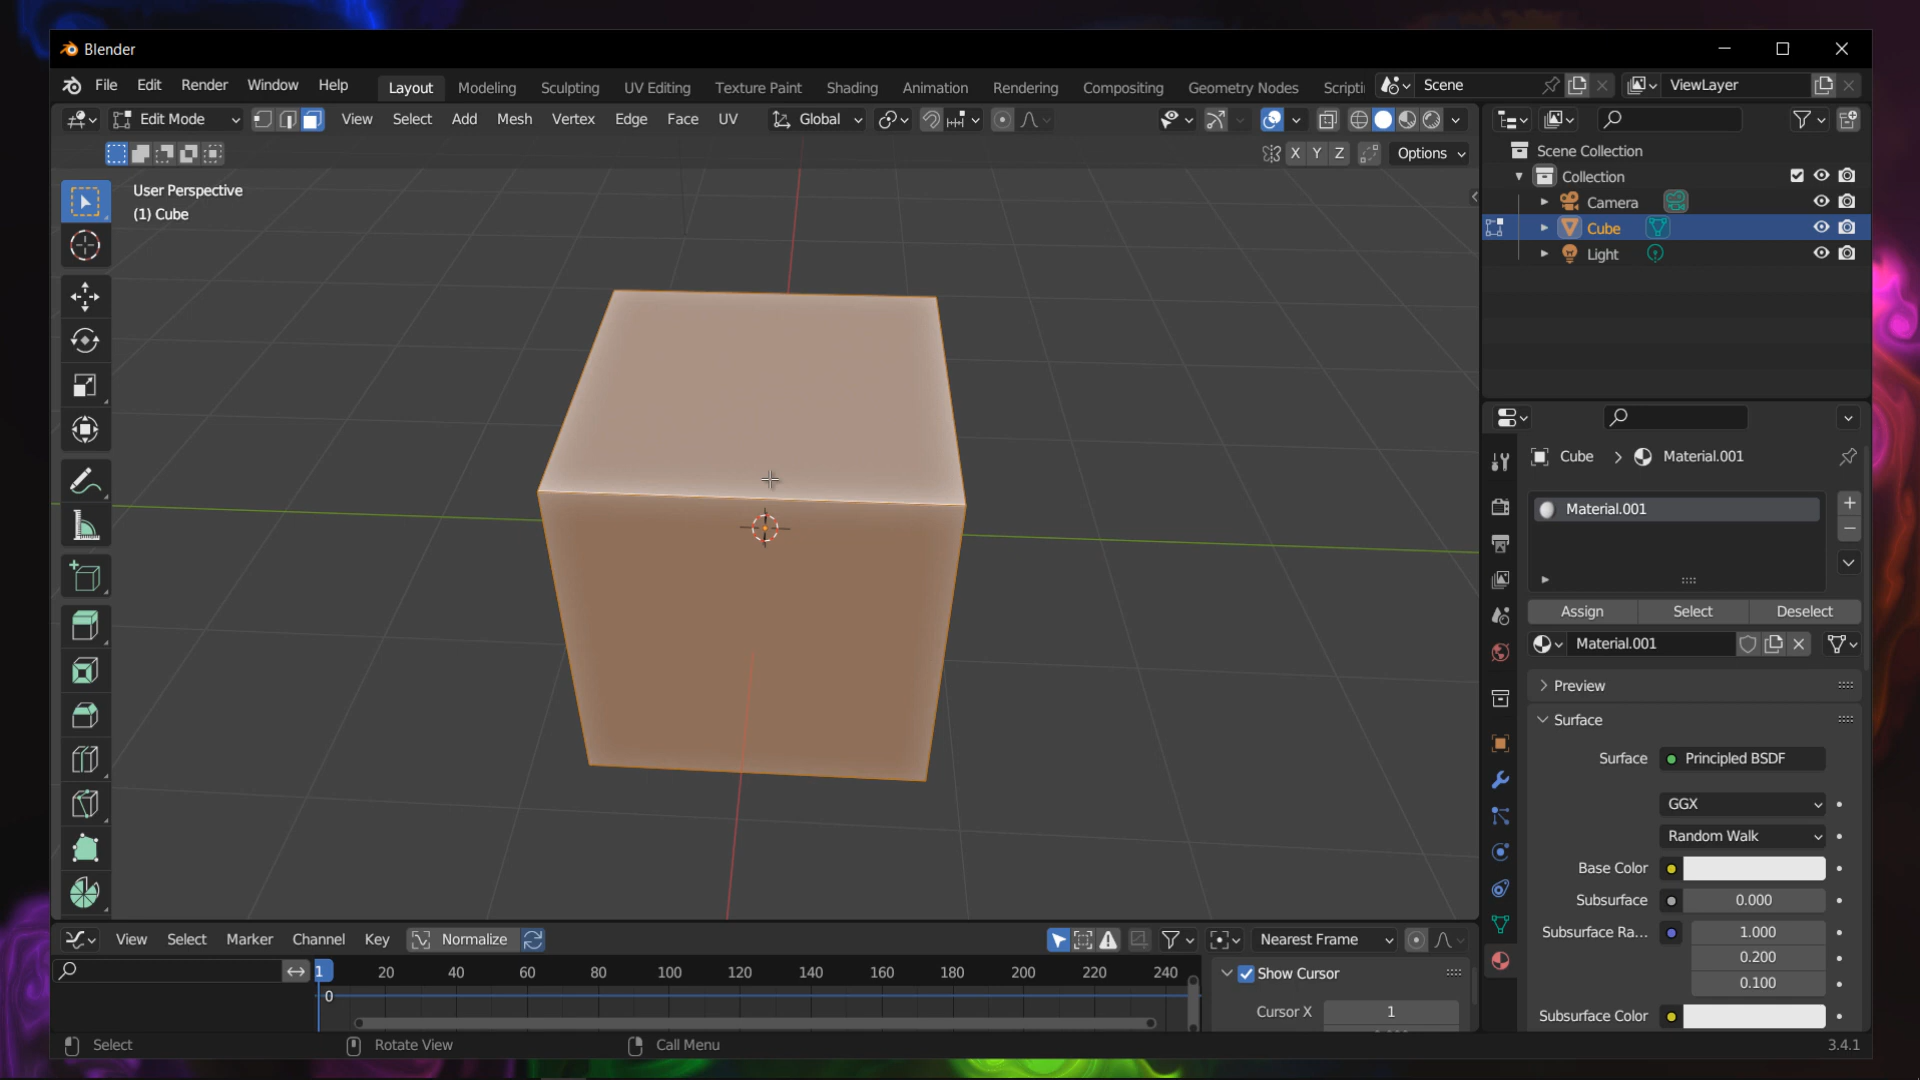 Blender
File Edit Render Window Help Layout Modeling Sculpting UV Editing Texture Paint Shading Animation Rendering Compositing Geometry Nodes Scripti Scene ViewLayer
Edit Mode View Select Add Mesh Vertex Edge Face UV Global
X Y Z Options
User Perspective
(1) Cube
Scene Collection
Collection
Camera
Cube
Light
Cube > Material.001
Material.001
Assign Select Deselect
Material.001
Preview
Surface
Surface Principled BSDF
GGX
Random Walk
Base Color
Subsurface 0.000
Subsurface Ra... 1.000
0.200
0.100
Subsurface Color
View Select Marker Channel Key Normalize Nearest Frame
1 20 40 60 80 100 120 140 160 180 200 220 240
0
Show Cursor
Cursor X 1
Select Rotate View Call Menu 3.4.1